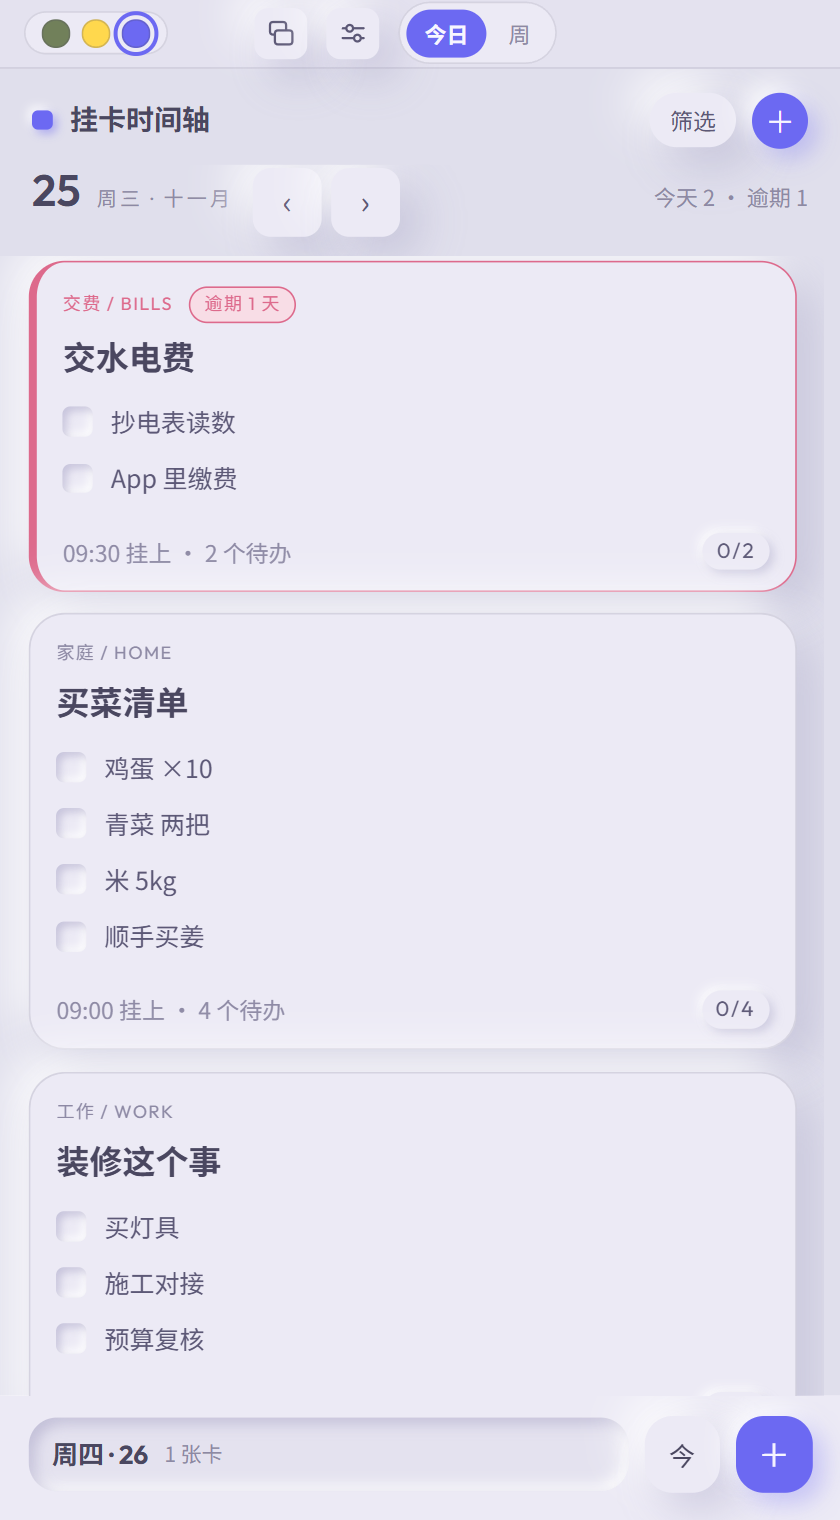 今日 周
挂卡时间轴 筛选
25 周三 · 十一月 ‹ › 今天 2 • 逾期 1
交费 / BILLS 逾期 1 天
交水电费
抄电表读数
App 里缴费
09:30 挂上 • 2 个待办 0/2
家庭 / HOME
买菜清单
鸡蛋 ×10
青菜 两把
米 5kg
顺手买姜
09:00 挂上 • 4 个待办 0/4
工作 / WORK
装修这个事
买灯具
施工对接
预算复核
周四·26 1 张卡 今